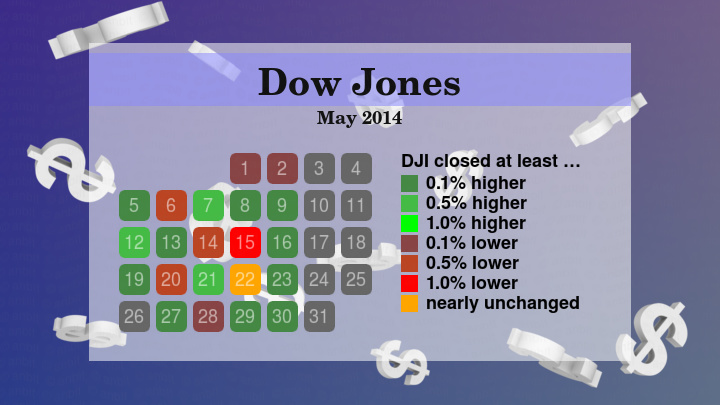 Dow Jones
May 2014
1 2 3 4
5 6 7 8 9 10 11
12 13 14 15 16 17 18
19 20 21 22 23 24 25
26 27 28 29 30 31
DJI closed at least …
0.1% higher
0.5% higher
1.0% higher
0.1% lower
0.5% lower
1.0% lower
nearly unchanged